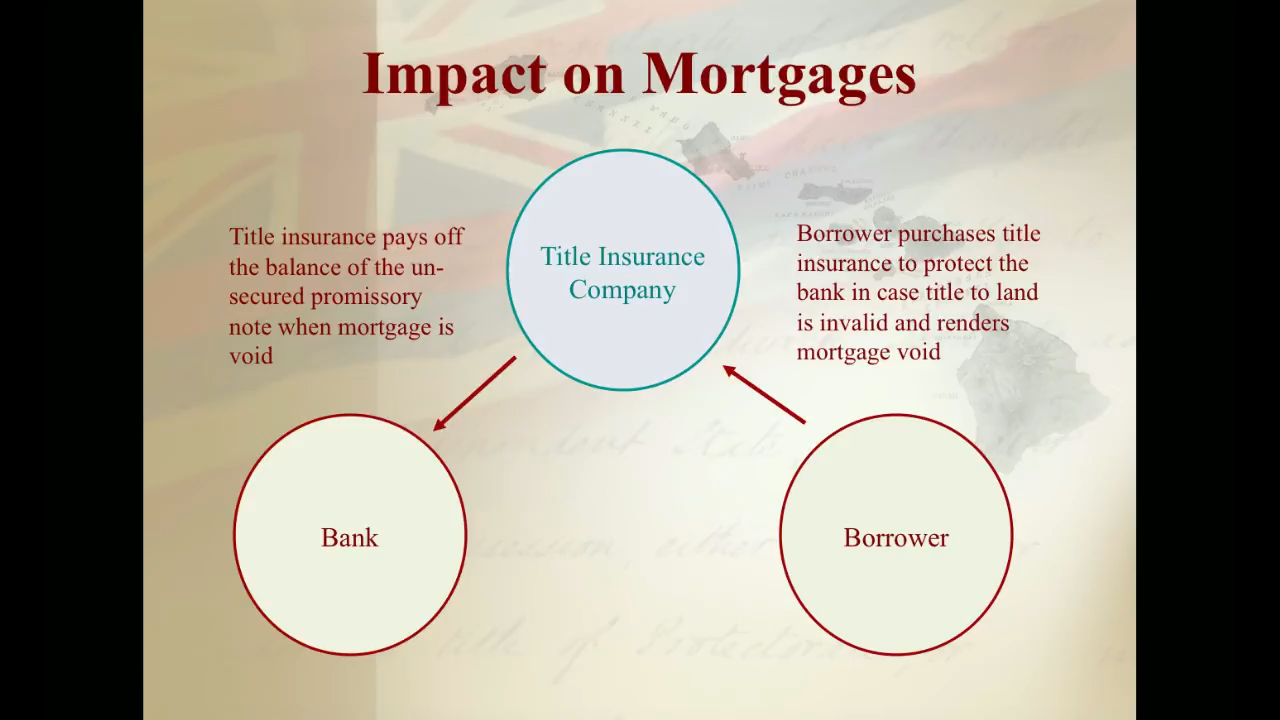 Impact on Mortgages
Title insurance pays off
the balance of the un-
secured promissory
note when mortgage is
void
Title Insurance
Company
Borrower purchases title
insurance to protect the
bank in case title to land
is invalid and renders
mortgage void
Bank
Borrower